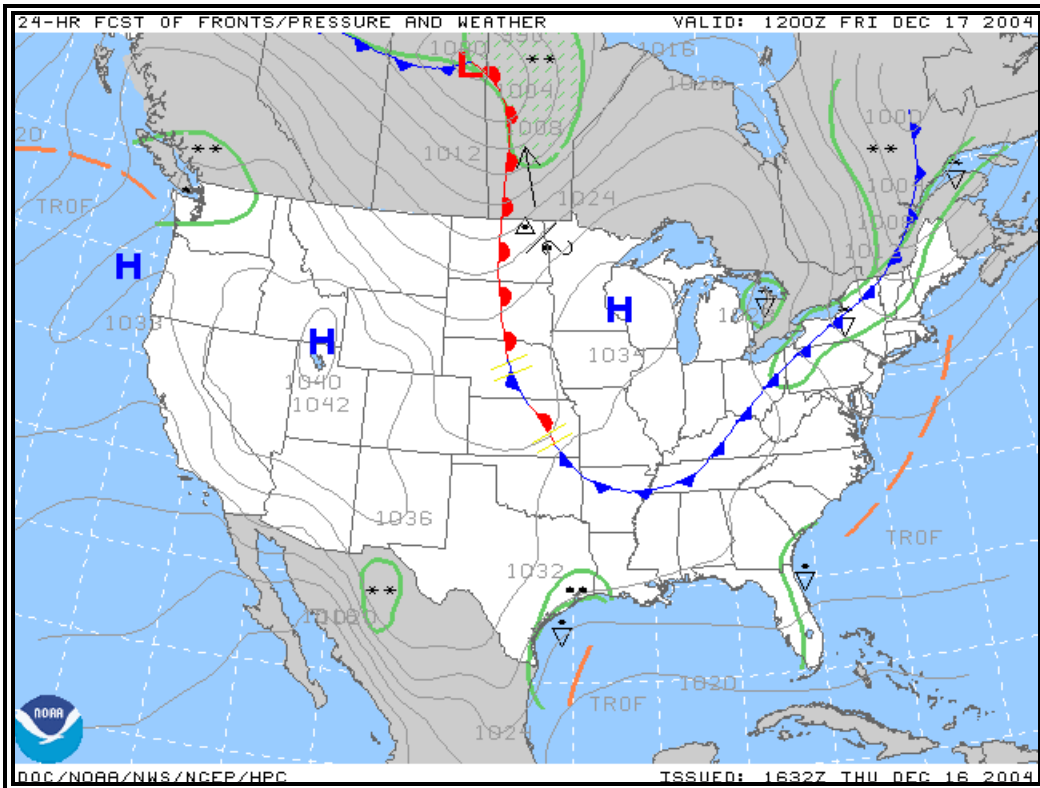 24-HR FCST OF FRONTS/PRESSURE AND WEATHER VALID: 1200Z FRI DEC 17 2004
1016
1020
1004
1000
1008
1012
1024
TROF
H
L
H
H
1034
1040
1042
1036
TROF
1032
1020
TROF
1024
NOAA
DOC/NOAA/NWS/NCEP/HPC ISSUED: 1632Z THU DEC 16 2004